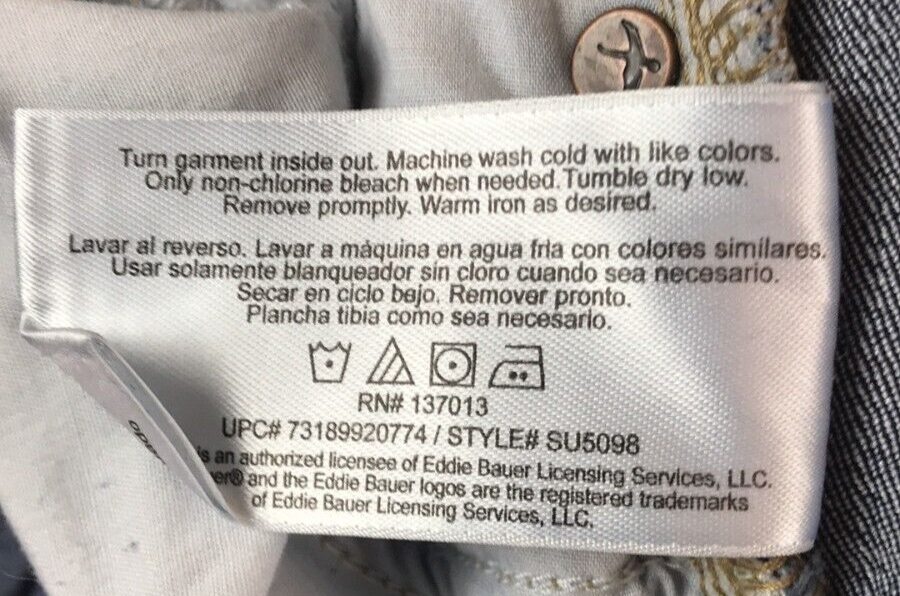 Turn garment inside out. Machine wash cold with like colors.
Only non-chlorine bleach when needed. Tumble dry low.
Remove promptly. Warm iron as desired.
Lavar al reverso. Lavar a máquina en agua fria con colores similares.
Usar solamente blanqueador sin cloro cuando sea necesario.
Secar en ciclo bajo. Remover pronto.
Plancha tibia como sea necesario.
RN# 137013
UPC# 73189920774 / STYLE# SU5098
is an authorized licensee of Eddie Bauer Licensing Services, LLC.
er® and the Eddie Bauer logos are the registered trademarks
of Eddie Bauer Licensing Services, LLC.